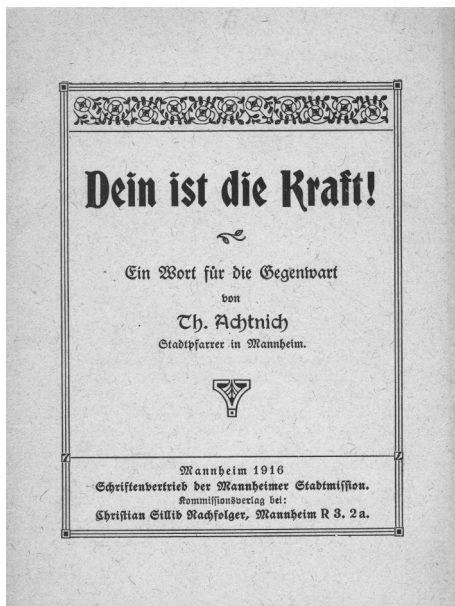 Dein ist die Kraft!
Ein Wort für die Gegenwart
von
Th. Achtnich
Stadtpfarrer in Mannheim.
Mannheim 1916
Schriftenvertrieb der Mannheimer Stadtmission.
Kommissionsverlag bei:
Christian Sillib Nachfolger, Mannheim R 3. 2a.